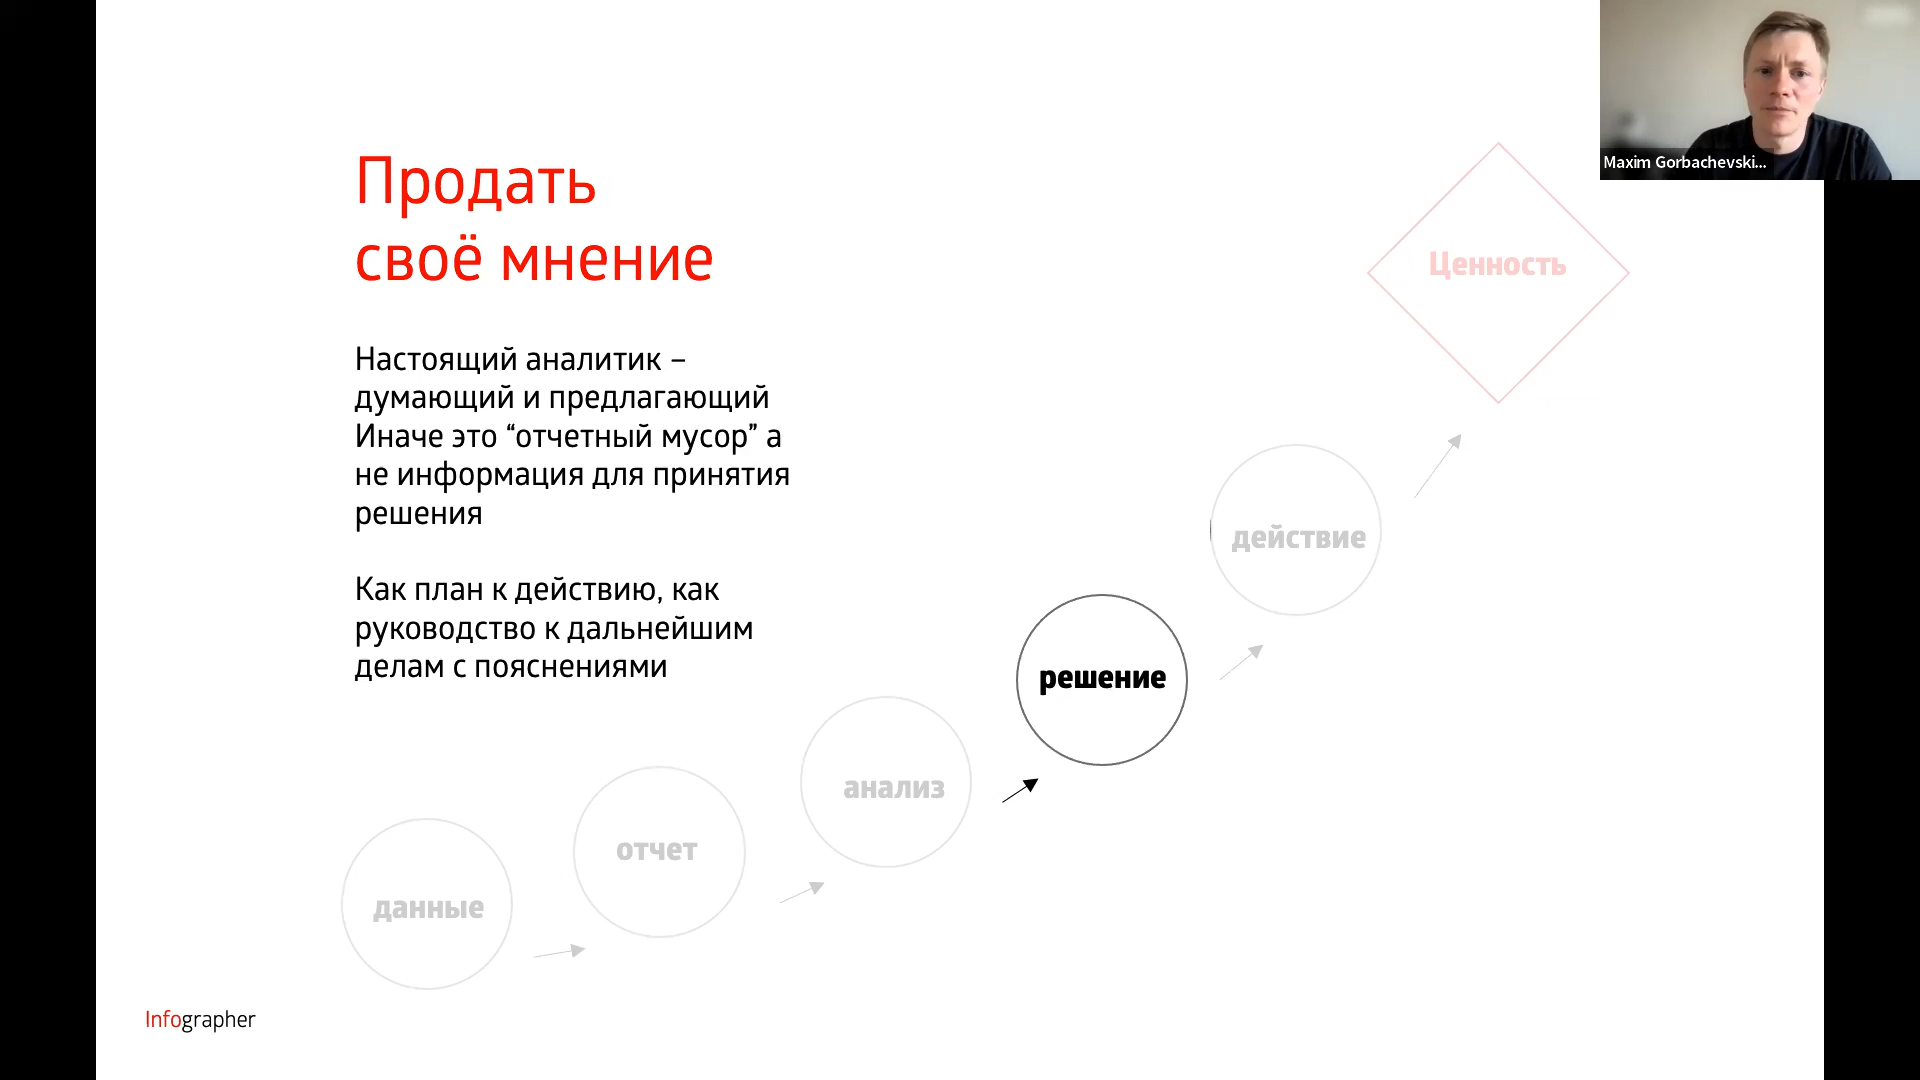 Maxim Gorbachevski...
Продать
своё мнение
Ценность
Настоящий аналитик –
думающий и предлагающий
Иначе это “отчетный мусор” а
не информация для принятия
решения
Как план к действию, как
руководство к дальнейшим
делам с пояснениями
действие
решение
анализ
отчет
данные
Infographer